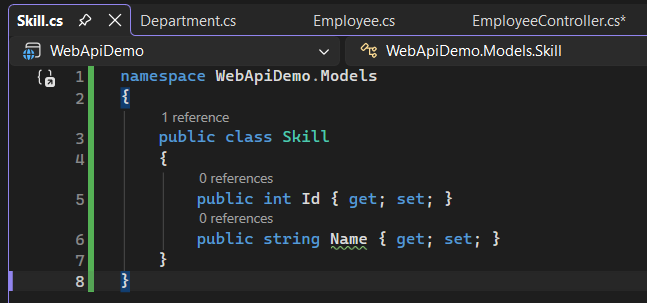 Skill.cs Department.cs Employee.cs EmployeeController.cs*
WebApiDemo WebApiDemo.Models.Skill
1 namespace WebApiDemo.Models
2 {
1 reference
3 public class Skill
4 {
0 references
5 public int Id { get; set; }
0 references
6 public string Name { get; set; }
7 }
8 }